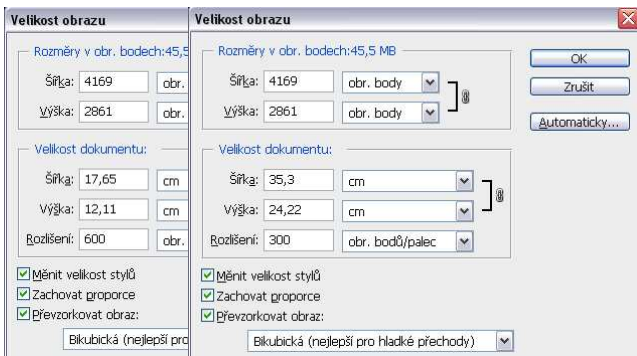 Velikost obrazu
Rozměry v obr. bodech:45,5
Šířka: 4169 obr.
Výška: 2861 obr.
Velikost dokumentu:
Šířka: 17,65 cm
Výška: 12,11 cm
Rozlišení: 600 obr.
Měnit velikost stylů
Zachovat proporce
Převzorkovat obraz:
Bikubická (nejlepší pro
Velikost obrazu
Rozměry v obr. bodech:45,5 MB
Šířka: 4169 obr. body
Výška: 2861 obr. body
Velikost dokumentu:
Šířka: 35,3 cm
Výška: 24,22 cm
Rozlišení: 300 obr. bodů/palec
Měnit velikost stylů
Zachovat proporce
Převzorkovat obraz:
Bikubická (nejlepší pro hladké přechody)
OK
Zrušit
Automaticky...